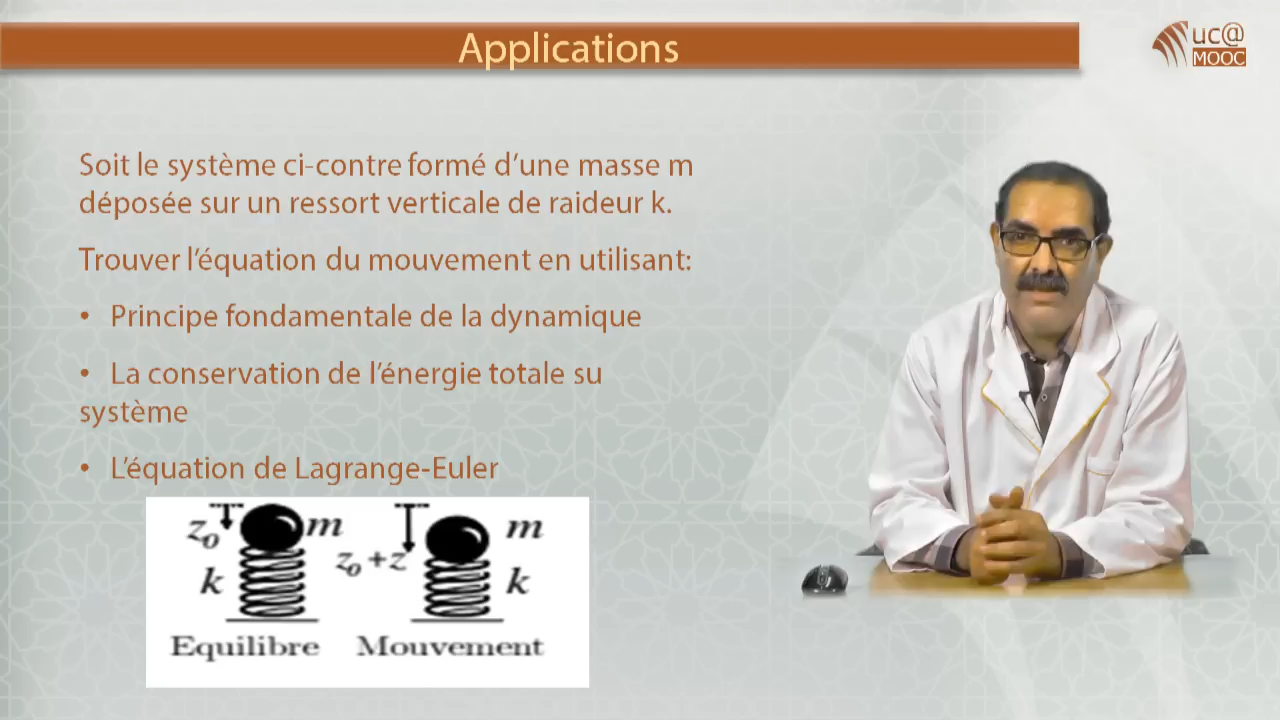 Applications
uc@
MOOC
Soit le système ci-contre formé d'une masse m
déposée sur un ressort verticale de raideur k.
Trouver l'équation du mouvement en utilisant:
• Principe fondamentale de la dynamique
• La conservation de l'énergie totale su
système
• L'équation de Lagrange-Euler
z₀ m z₀ + z m
k k
Equilibre Mouvement